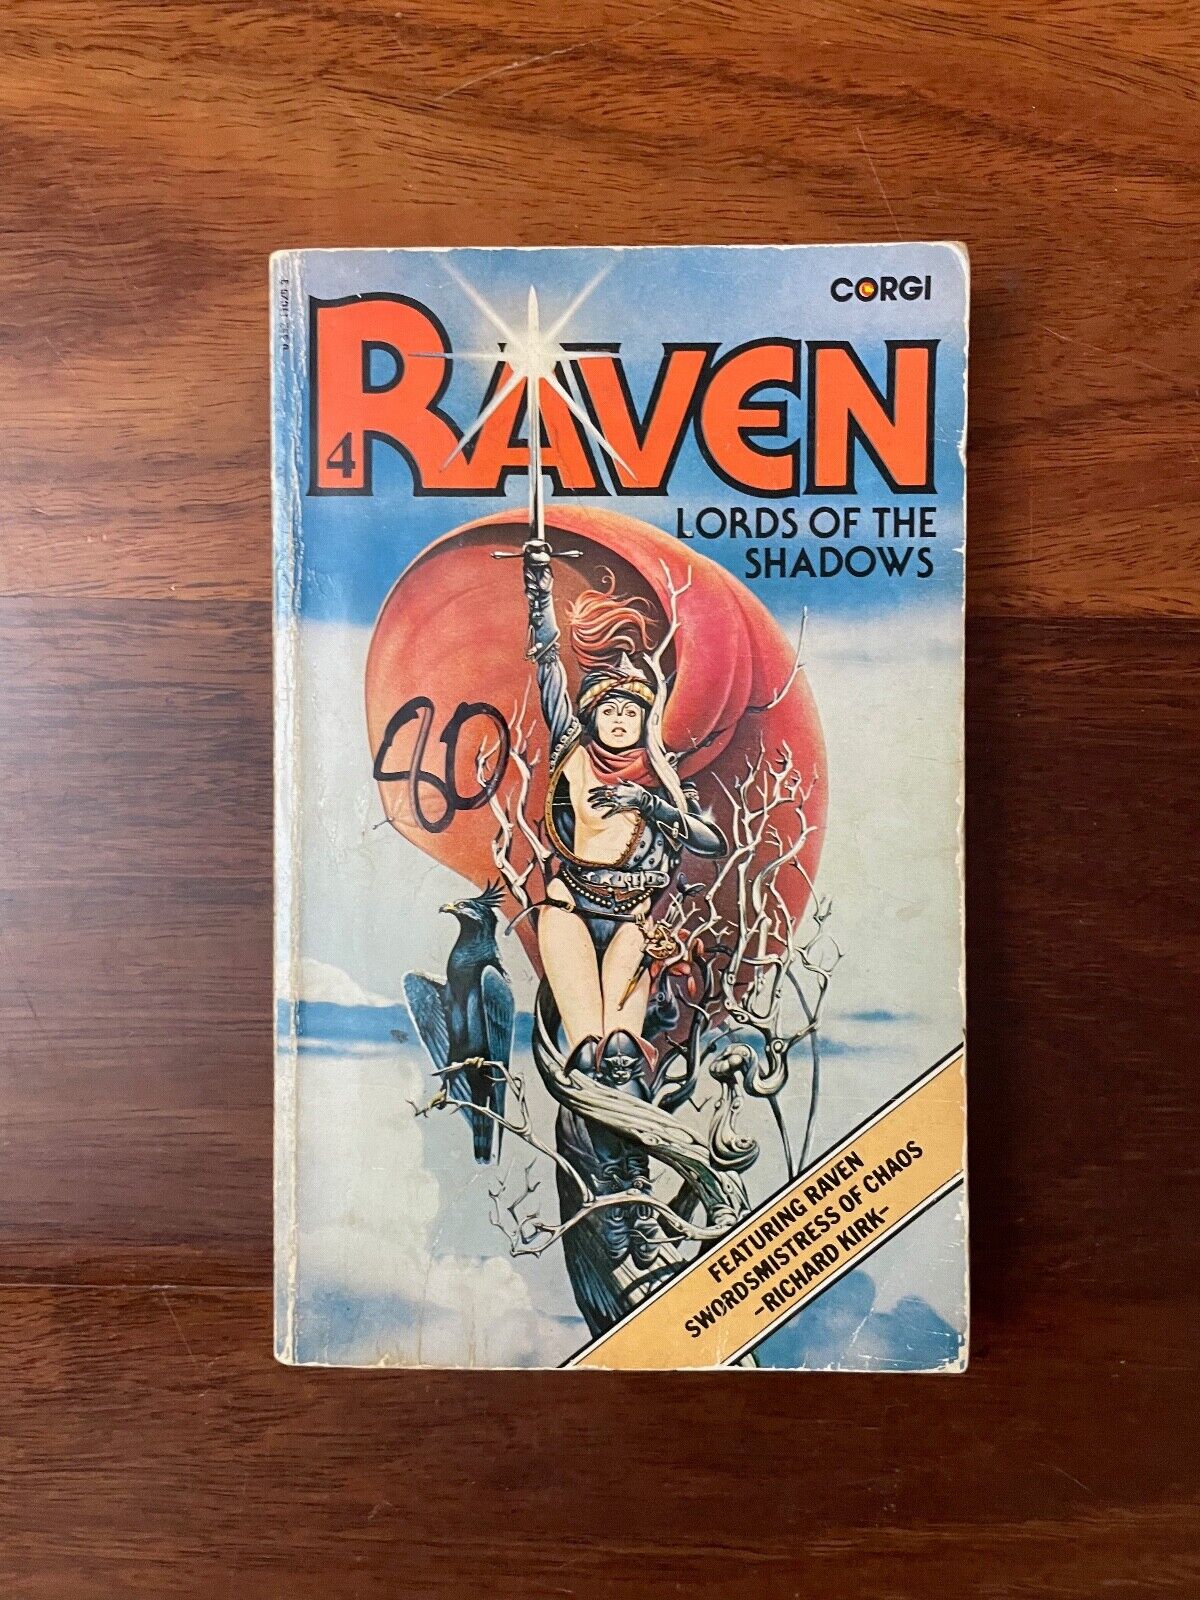 CORGI
RAVEN
4
LORDS OF THE
SHADOWS
80
FEATURING RAVEN
SWORDSMISTRESS OF CHAOS
-RICHARD KIRK-